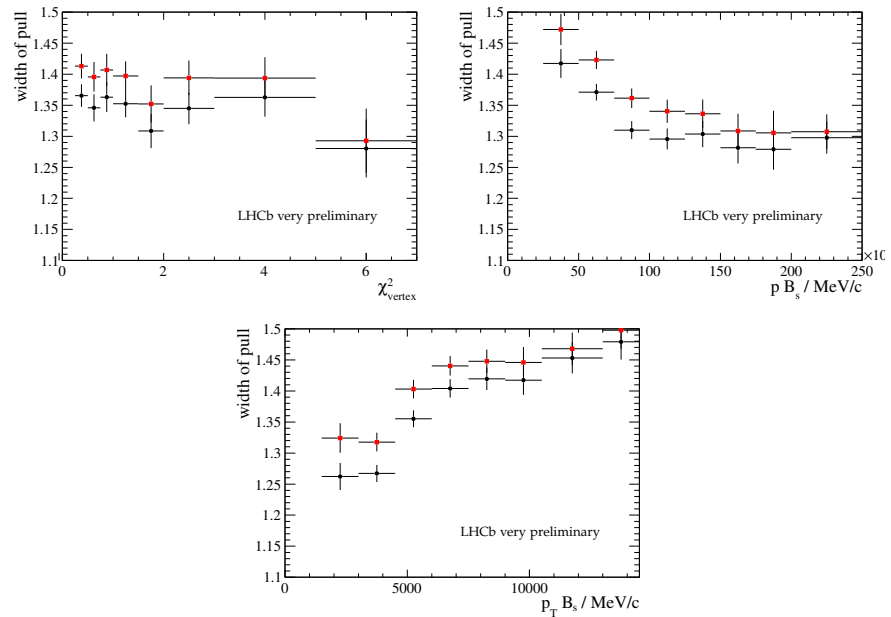 width of pull
1.5
1.45
1.4
1.35
1.3
1.25
1.2
1.15
1.1
LHCb very preliminary
0 2 4 6
χ²vertex
width of pull
1.5
1.45
1.4
1.35
1.3
1.25
1.2
1.15
1.1
LHCb very preliminary
0 50 100 150 200 250
×10
p Bs / MeV/c
width of pull
1.5
1.45
1.4
1.35
1.3
1.25
1.2
1.15
1.1
LHCb very preliminary
0 5000 10000
pT Bs / MeV/c